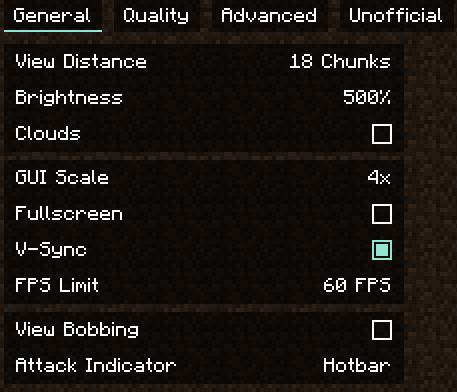 General Quality Advanced Unofficial
View Distance 18 Chunks
Brightness 500%
Clouds
GUI Scale 4x
Fullscreen
V-Sync
FPS Limit 60 FPS
View Bobbing
Attack Indicator Hotbar